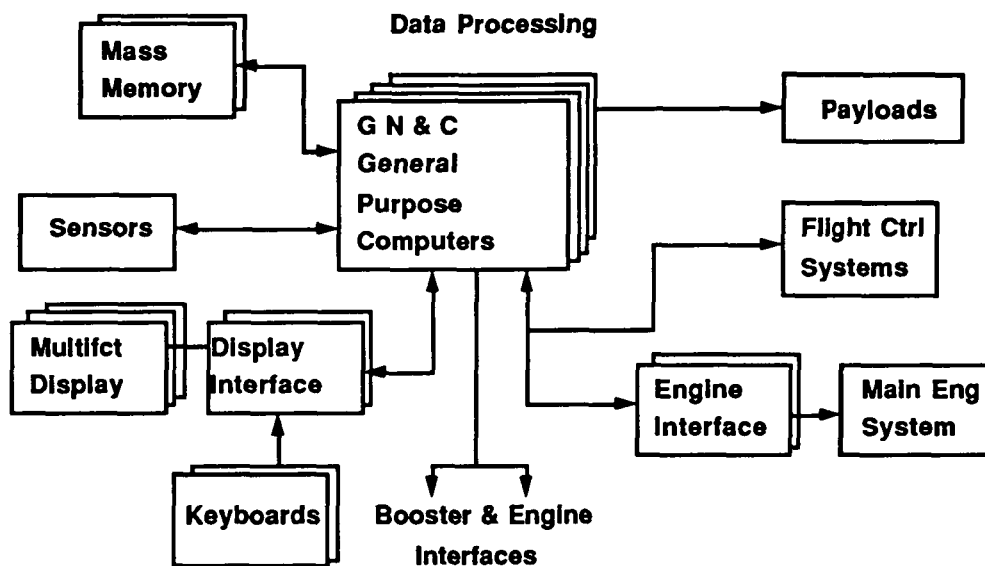 Data Processing
Mass
Memory
G N & C
General
Purpose
Computers
Payloads
Sensors
Flight Ctrl
Systems
Multifct
Display
Display
Interface
Engine
Interface
Main Eng
System
Keyboards
Booster & Engine
Interfaces